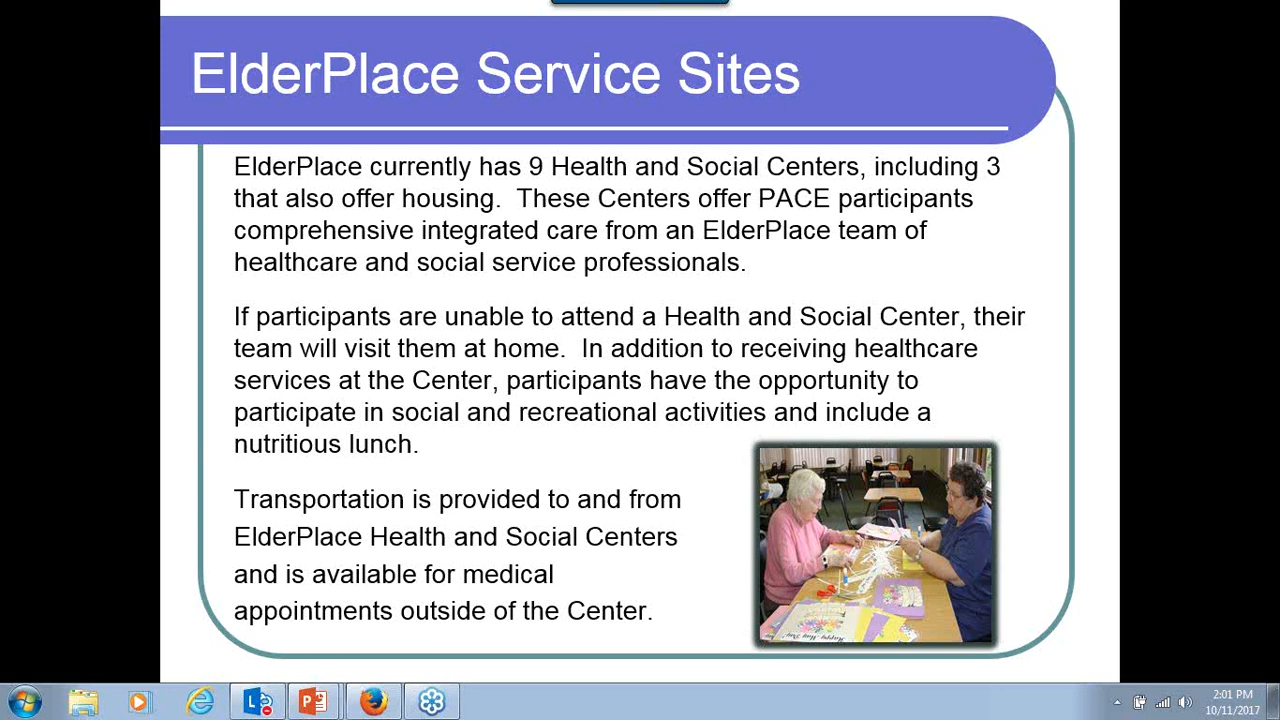 ElderPlace Service Sites
ElderPlace currently has 9 Health and Social Centers, including 3
that also offer housing.  These Centers offer PACE participants
comprehensive integrated care from an ElderPlace team of
healthcare and social service professionals.
If participants are unable to attend a Health and Social Center, their
team will visit them at home.  In addition to receiving healthcare
services at the Center, participants have the opportunity to
participate in social and recreational activities and include a
nutritious lunch.
Transportation is provided to and from
ElderPlace Health and Social Centers
and is available for medical
appointments outside of the Center.
Happy May Day
2:01 PM
10/11/2017